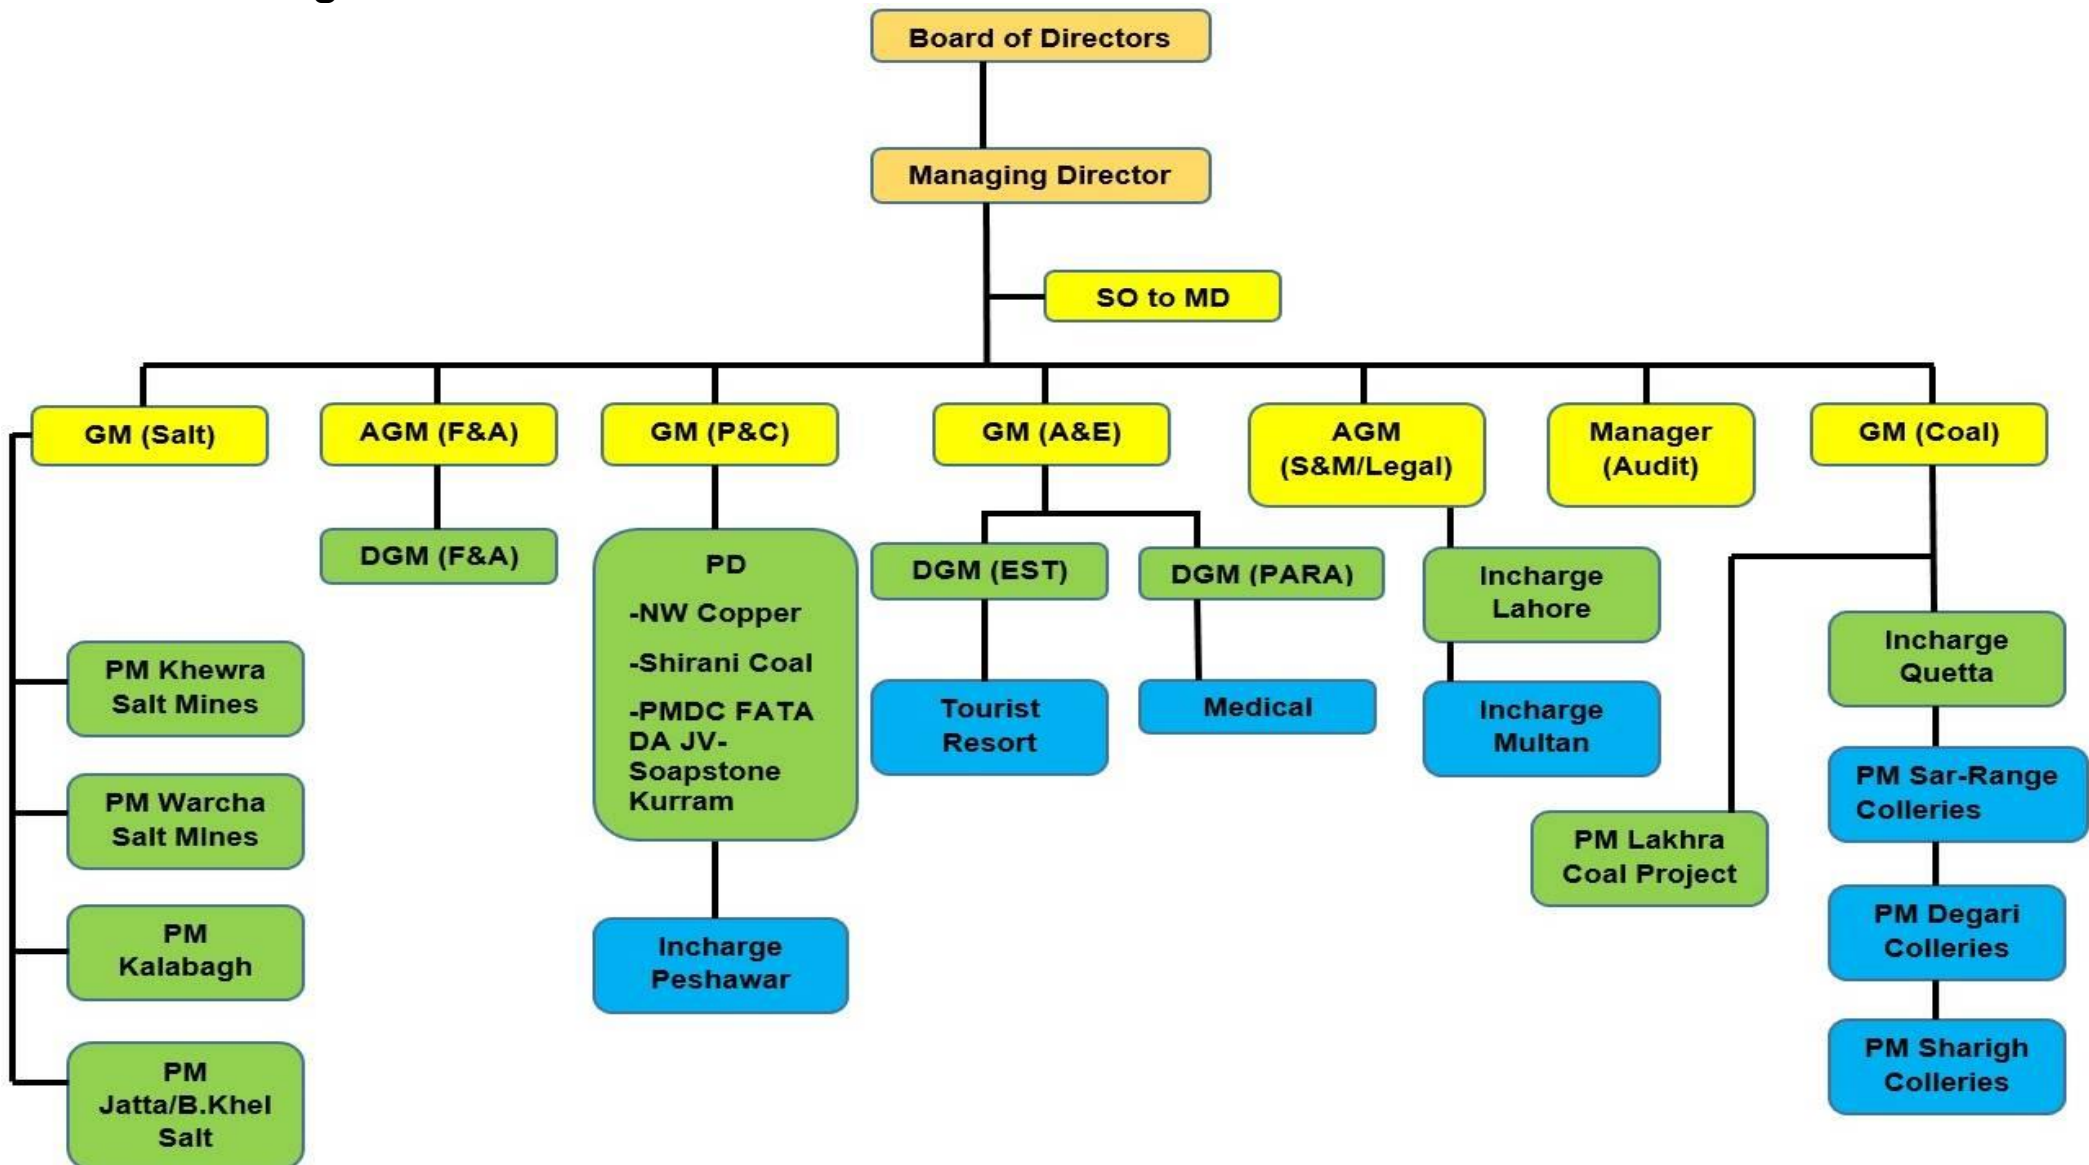 Board of Directors
Managing Director
SO to MD
GM (Salt)
AGM (F&A)
GM (P&C)
GM (A&E)
AGM
(S&M/Legal)
Manager
(Audit)
GM (Coal)
DGM (F&A)
PD
-NW Copper
-Shirani Coal
-PMDC FATA
DA JV-
Soapstone
Kurram
DGM (EST)
DGM (PARA)
Incharge
Lahore
Incharge
Quetta
PM Khewra
Salt Mines
Tourist
Resort
Medical
Incharge
Multan
PM Sar-Range
Colleries
PM Warcha
Salt MInes
PM Lakhra
Coal Project
PM
Kalabagh
Incharge
Peshawar
PM Degari
Colleries
PM
Jatta/B.Khel
Salt
PM Sharigh
Colleries